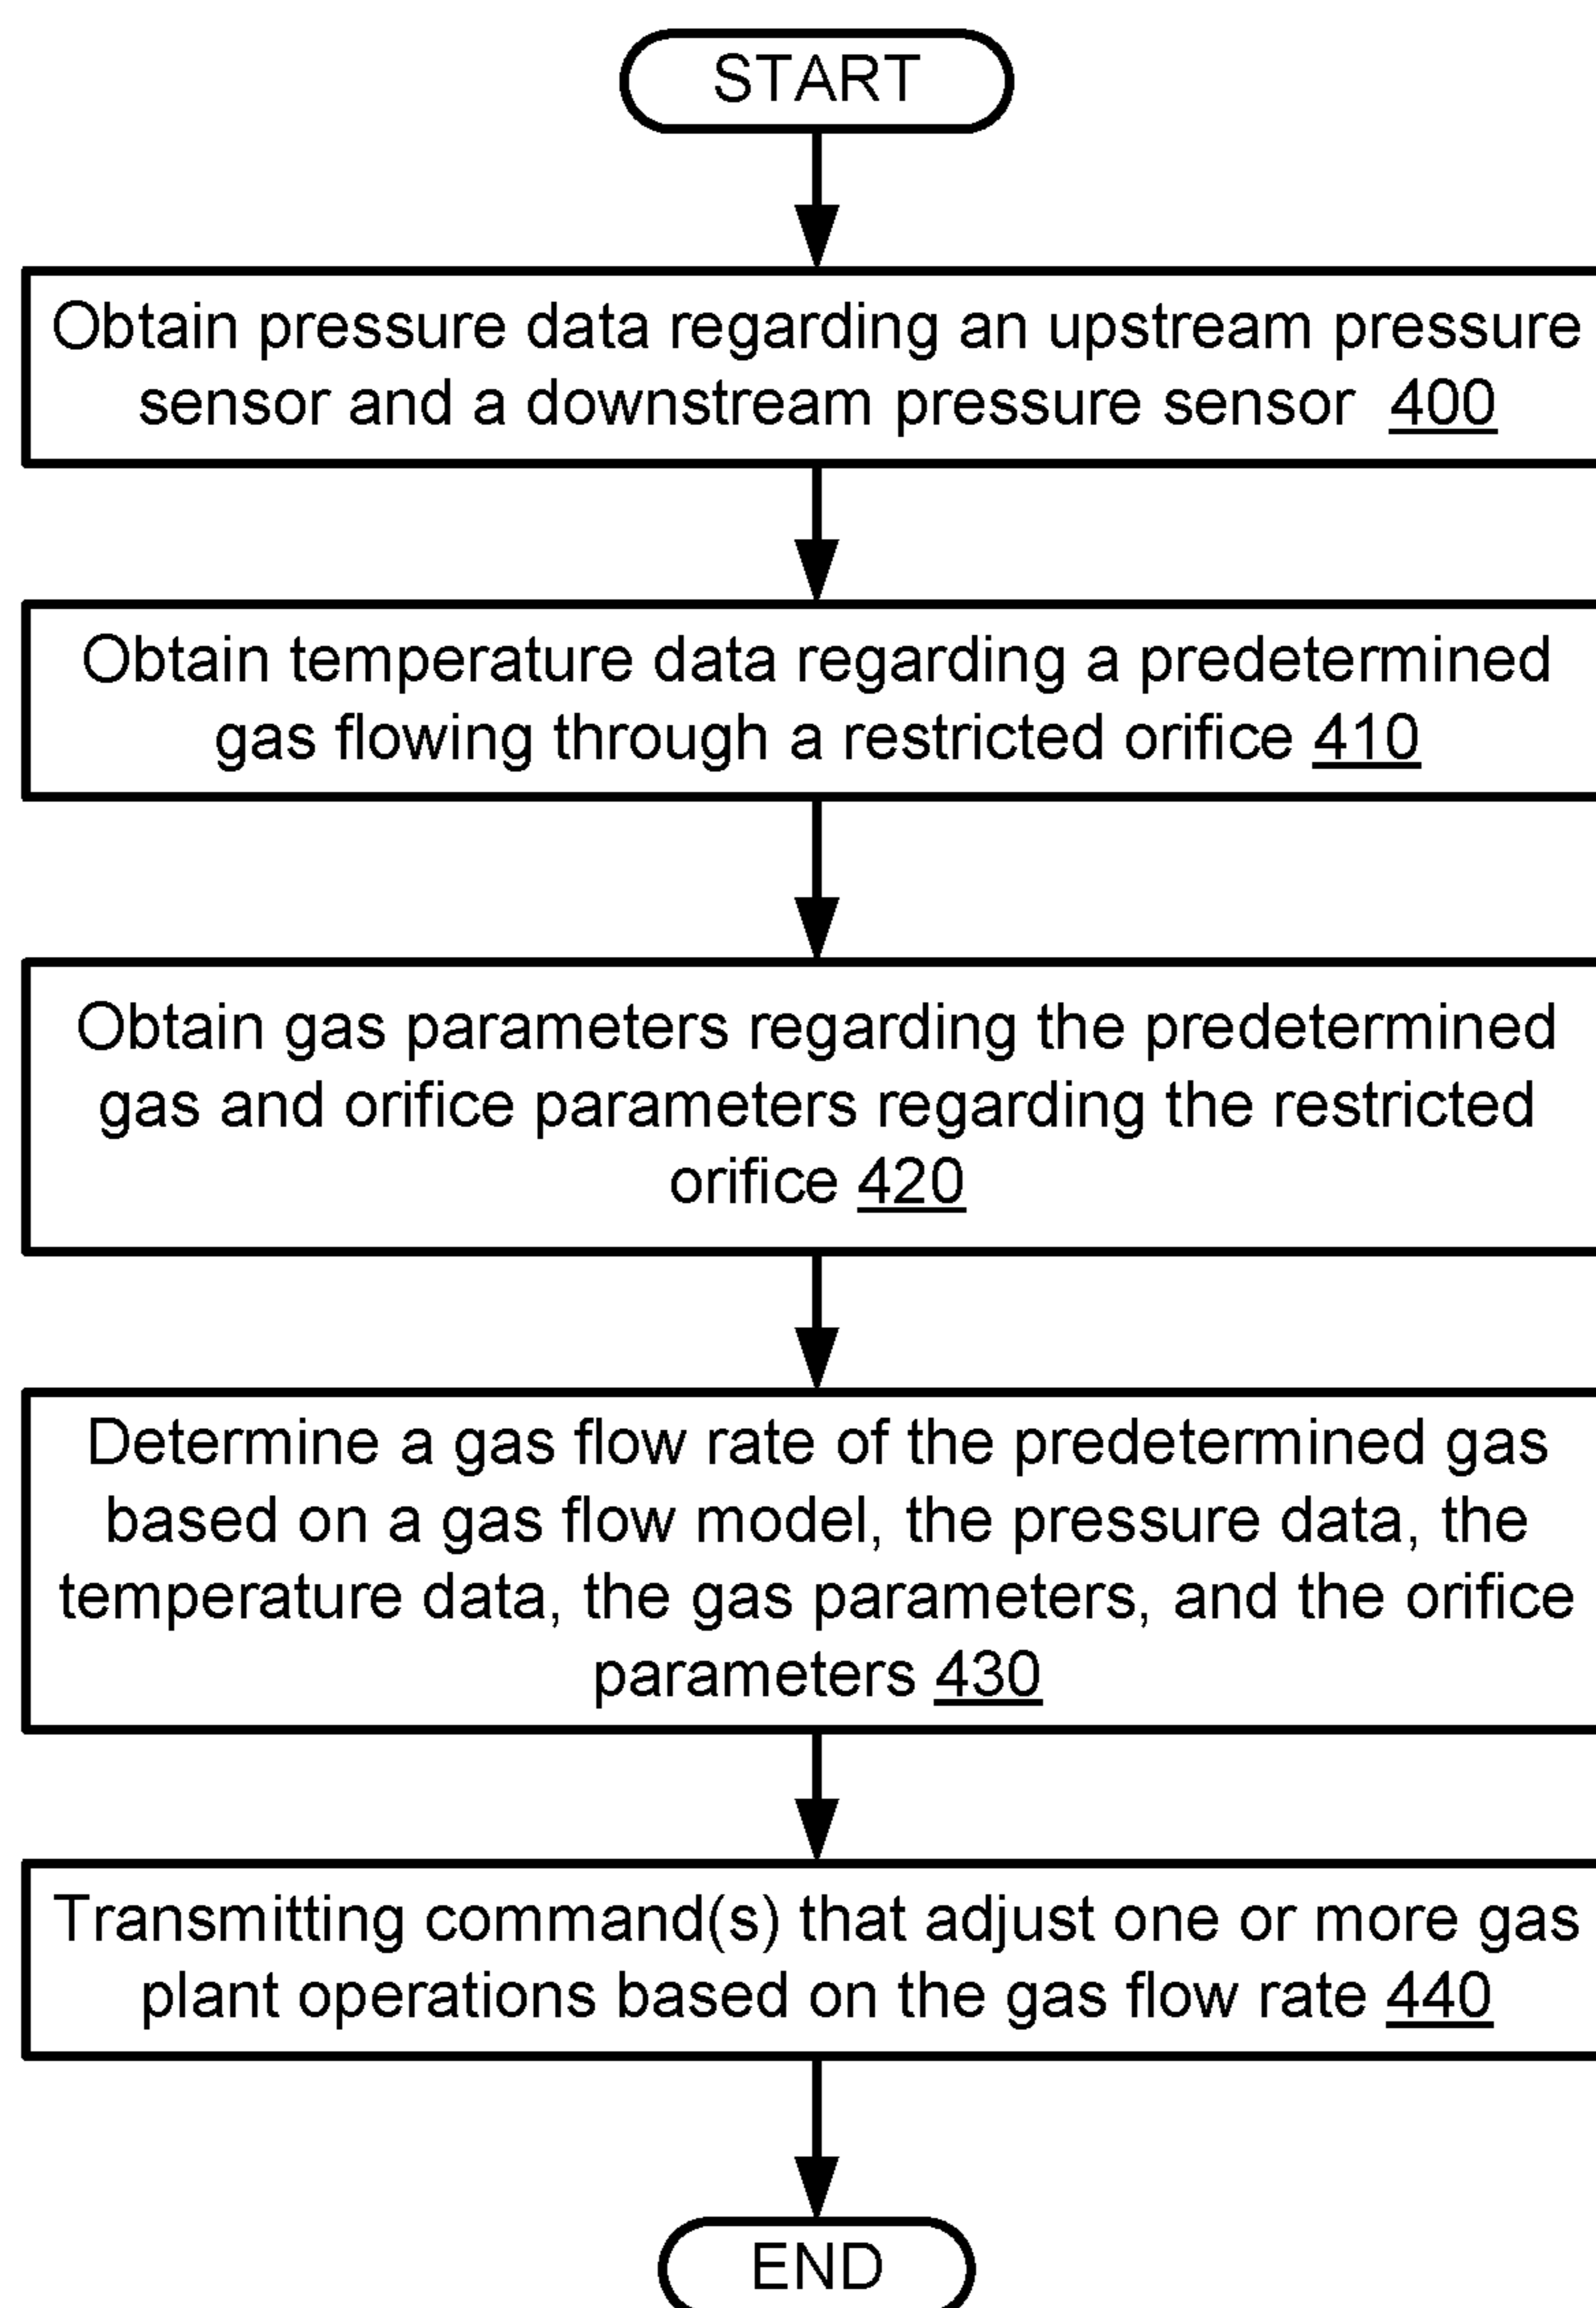 START
Obtain pressure data regarding an upstream pressure
sensor and a downstream pressure sensor 400
Obtain temperature data regarding a predetermined
gas flowing through a restricted orifice 410
Obtain gas parameters regarding the predetermined
gas and orifice parameters regarding the restricted
orifice 420
Determine a gas flow rate of the predetermined gas
based on a gas flow model, the pressure data, the
temperature data, the gas parameters, and the orifice
parameters 430
Transmitting command(s) that adjust one or more gas
plant operations based on the gas flow rate 440
END